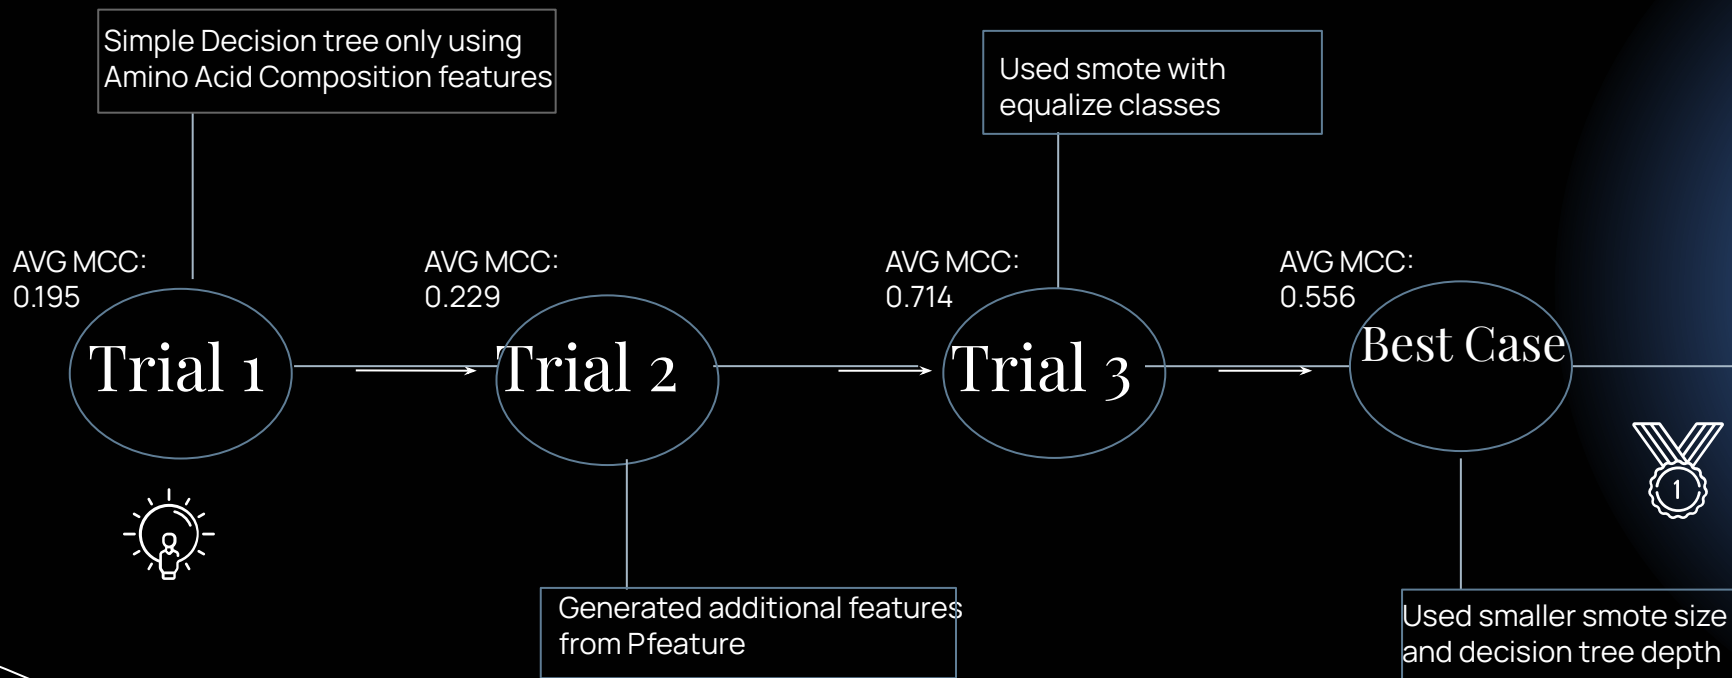 Simple Decision tree only using
Amino Acid Composition features
Used smote with
equalize classes
AVG MCC:
0.195
AVG MCC:
0.229
AVG MCC:
0.714
AVG MCC:
0.556
Trial 1
Trial 2
Trial 3
Best Case
1
Generated additional features
from Pfeature
Used smaller smote size
and decision tree depth